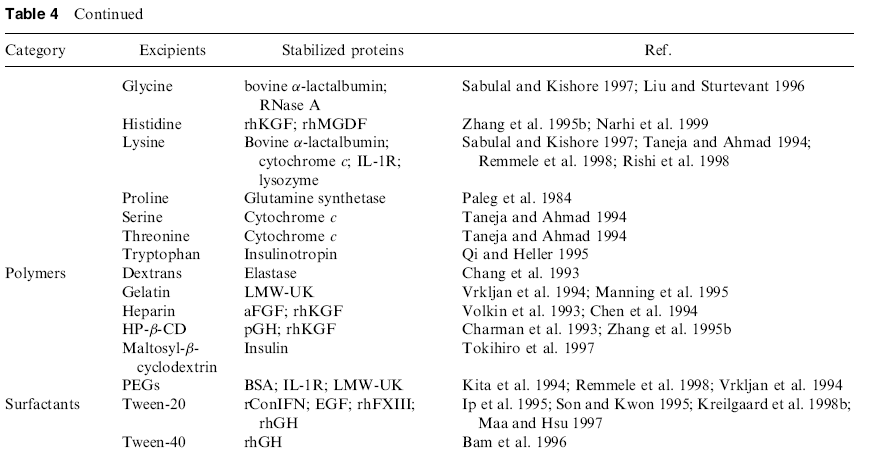 Table 4 Continued
Category Excipients Stabilized proteins Ref.
Glycine bovine α-lactalbumin; Sabulal and Kishore 1997; Liu and Sturtevant 1996
RNase A
Histidine rhKGF; rhMGDF Zhang et al. 1995b; Narhi et al. 1999
Lysine Bovine α-lactalbumin; Sabulal and Kishore 1997; Taneja and Ahmad 1994;
cytochrome c; IL-1R; Remmele et al. 1998; Rishi et al. 1998
lysozyme
Proline Glutamine synthetase Paleg et al. 1984
Serine Cytochrome c Taneja and Ahmad 1994
Threonine Cytochrome c Taneja and Ahmad 1994
Tryptophan Insulinotropin Qi and Heller 1995
Polymers Dextrans Elastase Chang et al. 1993
Gelatin LMW-UK Vrkljan et al. 1994; Manning et al. 1995
Heparin aFGF; rhKGF Volkin et al. 1993; Chen et al. 1994
HP-β-CD pGH; rhKGF Charman et al. 1993; Zhang et al. 1995b
Maltosyl-β- Insulin Tokihiro et al. 1997
cyclodextrin
PEGs BSA; IL-1R; LMW-UK Kita et al. 1994; Remmele et al. 1998; Vrkljan et al. 1994
Surfactants Tween-20 rConIFN; EGF; rhFXIII; Ip et al. 1995; Son and Kwon 1995; Kreilgaard et al. 1998b;
rhGH Maa and Hsu 1997
Tween-40 rhGH Bam et al. 1996